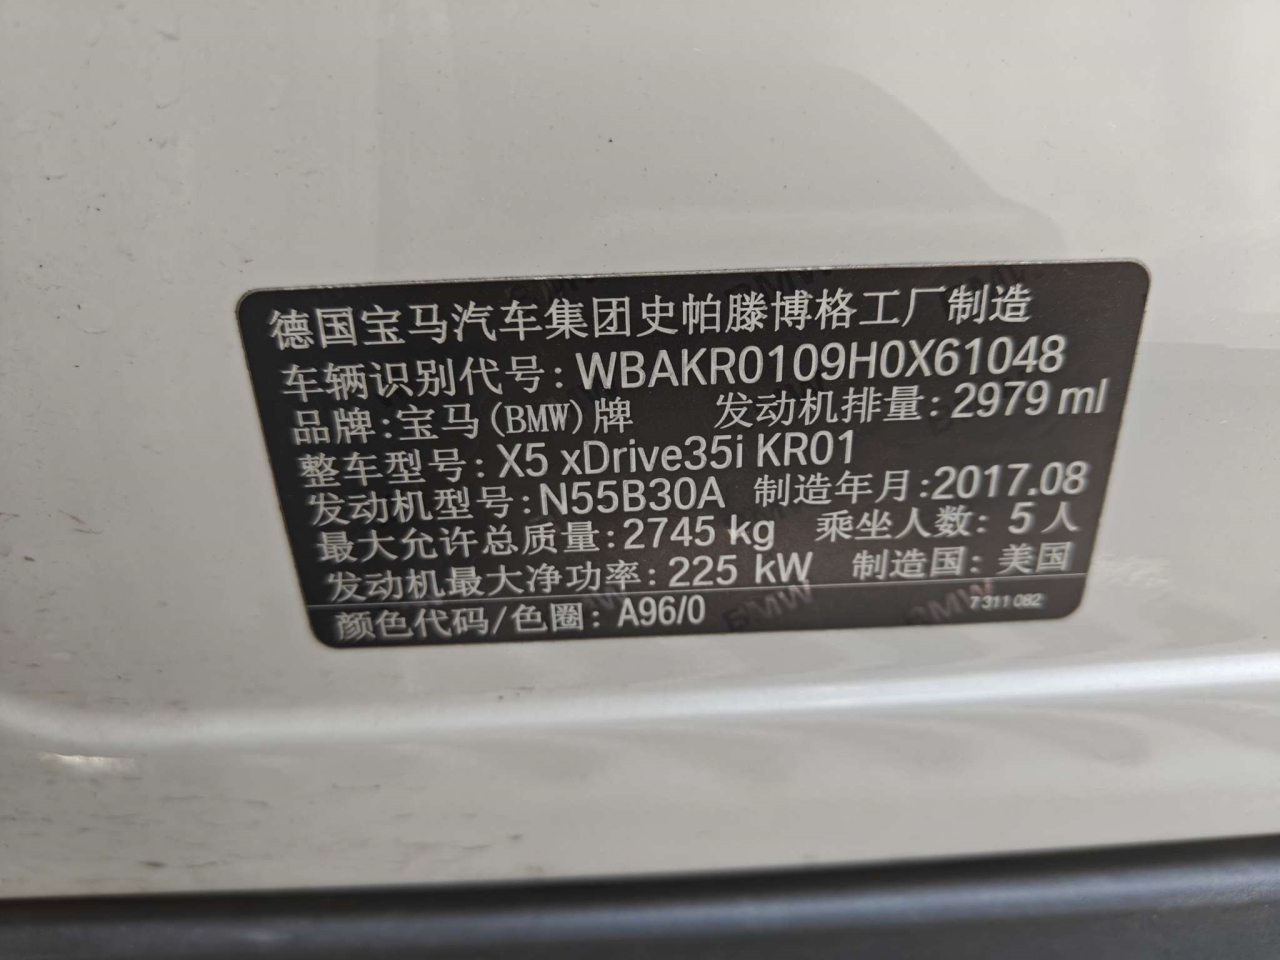 德国宝马汽车集团史帕滕博格工厂制造
车辆识别代号: WBAKR0109H0X61048
品牌:宝马(BMW)牌 发动机排量: 2979 ml
整车型号: X5 xDrive35i KR01
发动机型号: N55B30A 制造年月:2017.08
最大允许总质量:2745 kg 乘坐人数: 5人
发动机最大净功率: 225 kW 制造国: 美国
颜色代码/色圈: A96/0 7 311 082